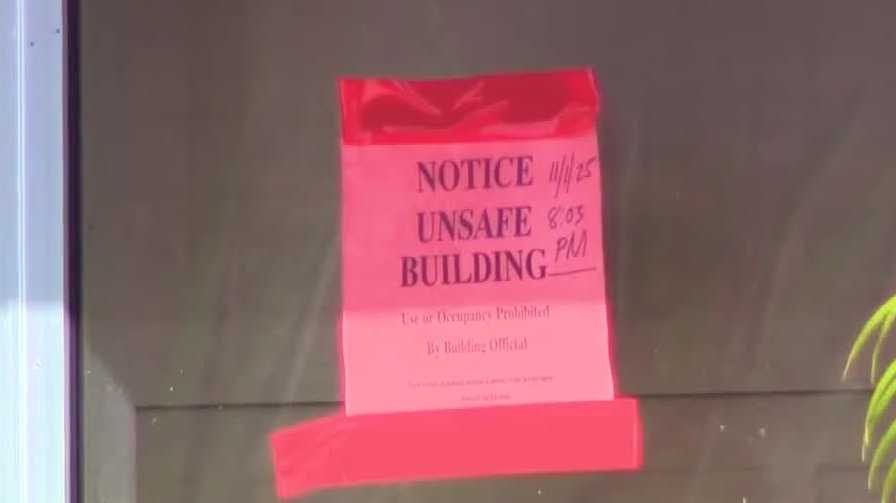 NOTICE 11/1/25
UNSAFE 8:03
BUILDING PM
Use or Occupancy Prohibited
By Building Official